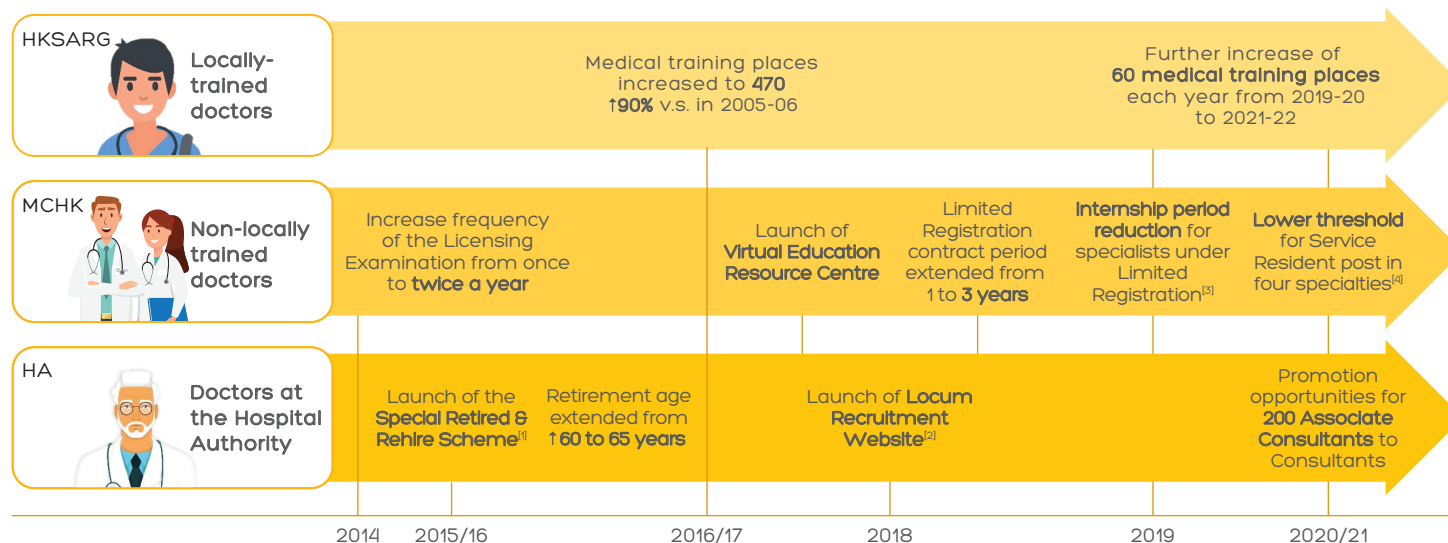 HKSARG
Locally-
trained
doctors
Medical training places
increased to 470
↑90% v.s. in 2005-06
Further increase of
60 medical training places
each year from 2019-20
to 2021-22
MCHK
Non-locally
trained
doctors
Increase frequency
of the Licensing
Examination from once
to twice a year
Launch of
Virtual Education
Resource Centre
Limited
Registration
contract period
extended from
1 to 3 years
Internship period
reduction for
specialists under
Limited
Registration[3]
Lower threshold
for Service
Resident post in
four specialties[4]
HA
Doctors at
the Hospital
Authority
Launch of the
Special Retired &
Rehire Scheme[1]
Retirement age
extended from
↑60 to 65 years
Launch of Locum
Recruitment
Website[2]
Promotion
opportunities for
200 Associate
Consultants to
Consultants
2014
2015/16
2016/17
2018
2019
2020/21